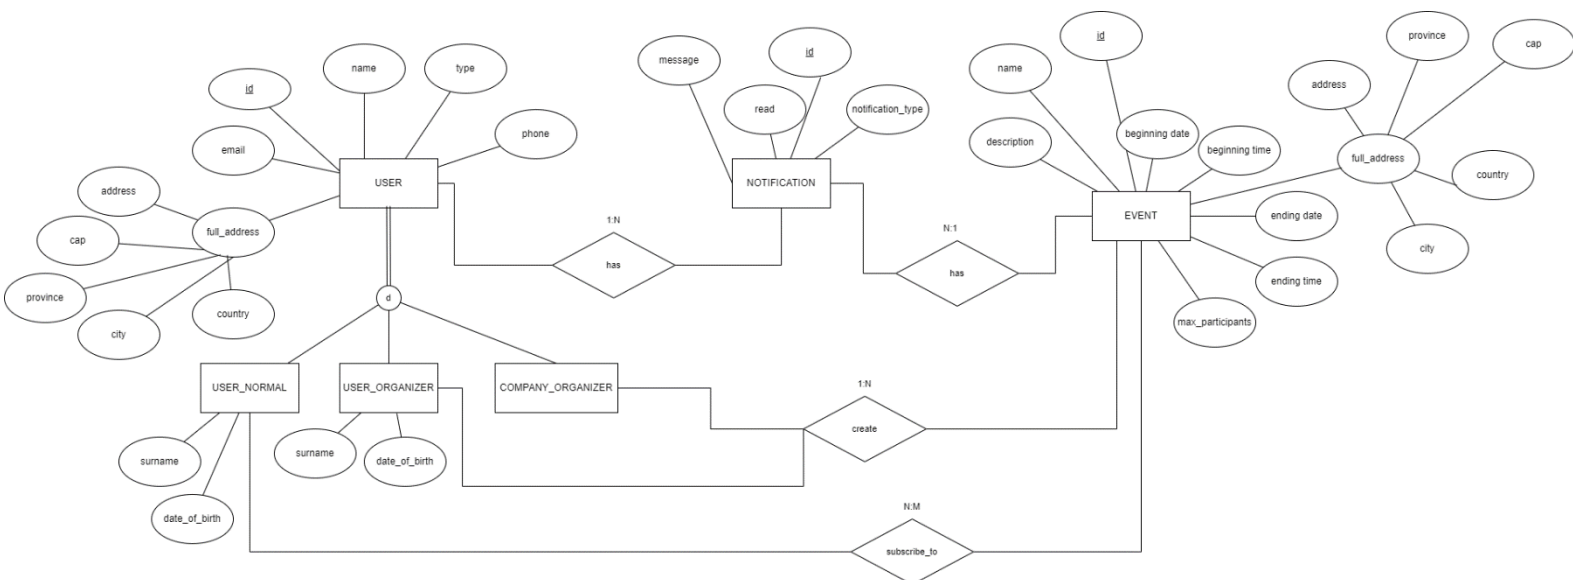 id
name
type
email
phone
USER
address
full_address
cap
province
city
country
d
USER_NORMAL
surname
date_of_birth
USER_ORGANIZER
surname
date_of_birth
COMPANY_ORGANIZER
1:N
has
message
id
read
notification_type
NOTIFICATION
N:1
has
id
name
description
beginning date
beginning time
EVENT
ending date
ending time
max_participants
address
province
cap
full_address
country
city
1:N
create
N:M
subscribe_to